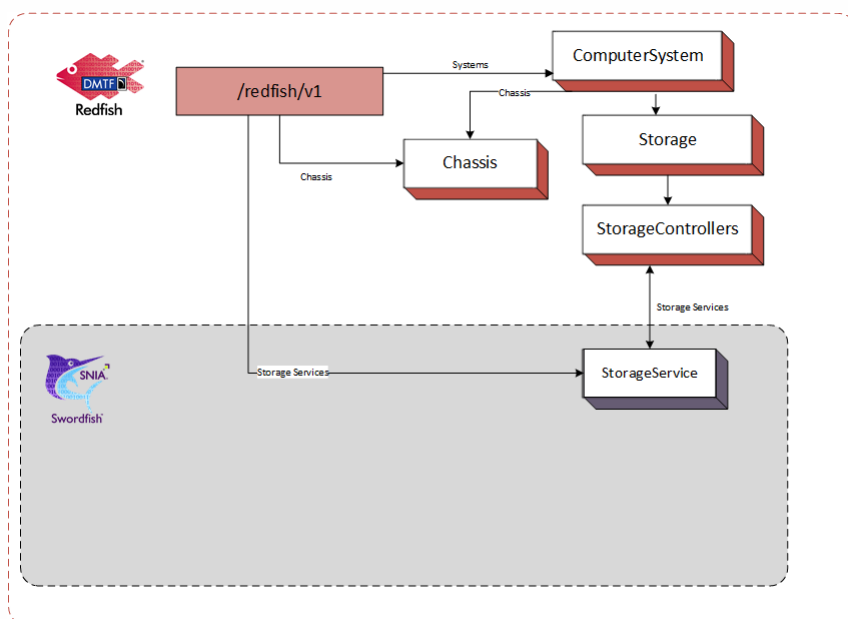 Systems
ComputerSystem
DMTF
Redfish
/redfish/v1
Chassis
Storage
Chassis
Chassis
StorageControllers
Storage Services
SNIA
Swordfish
Storage Services
StorageService